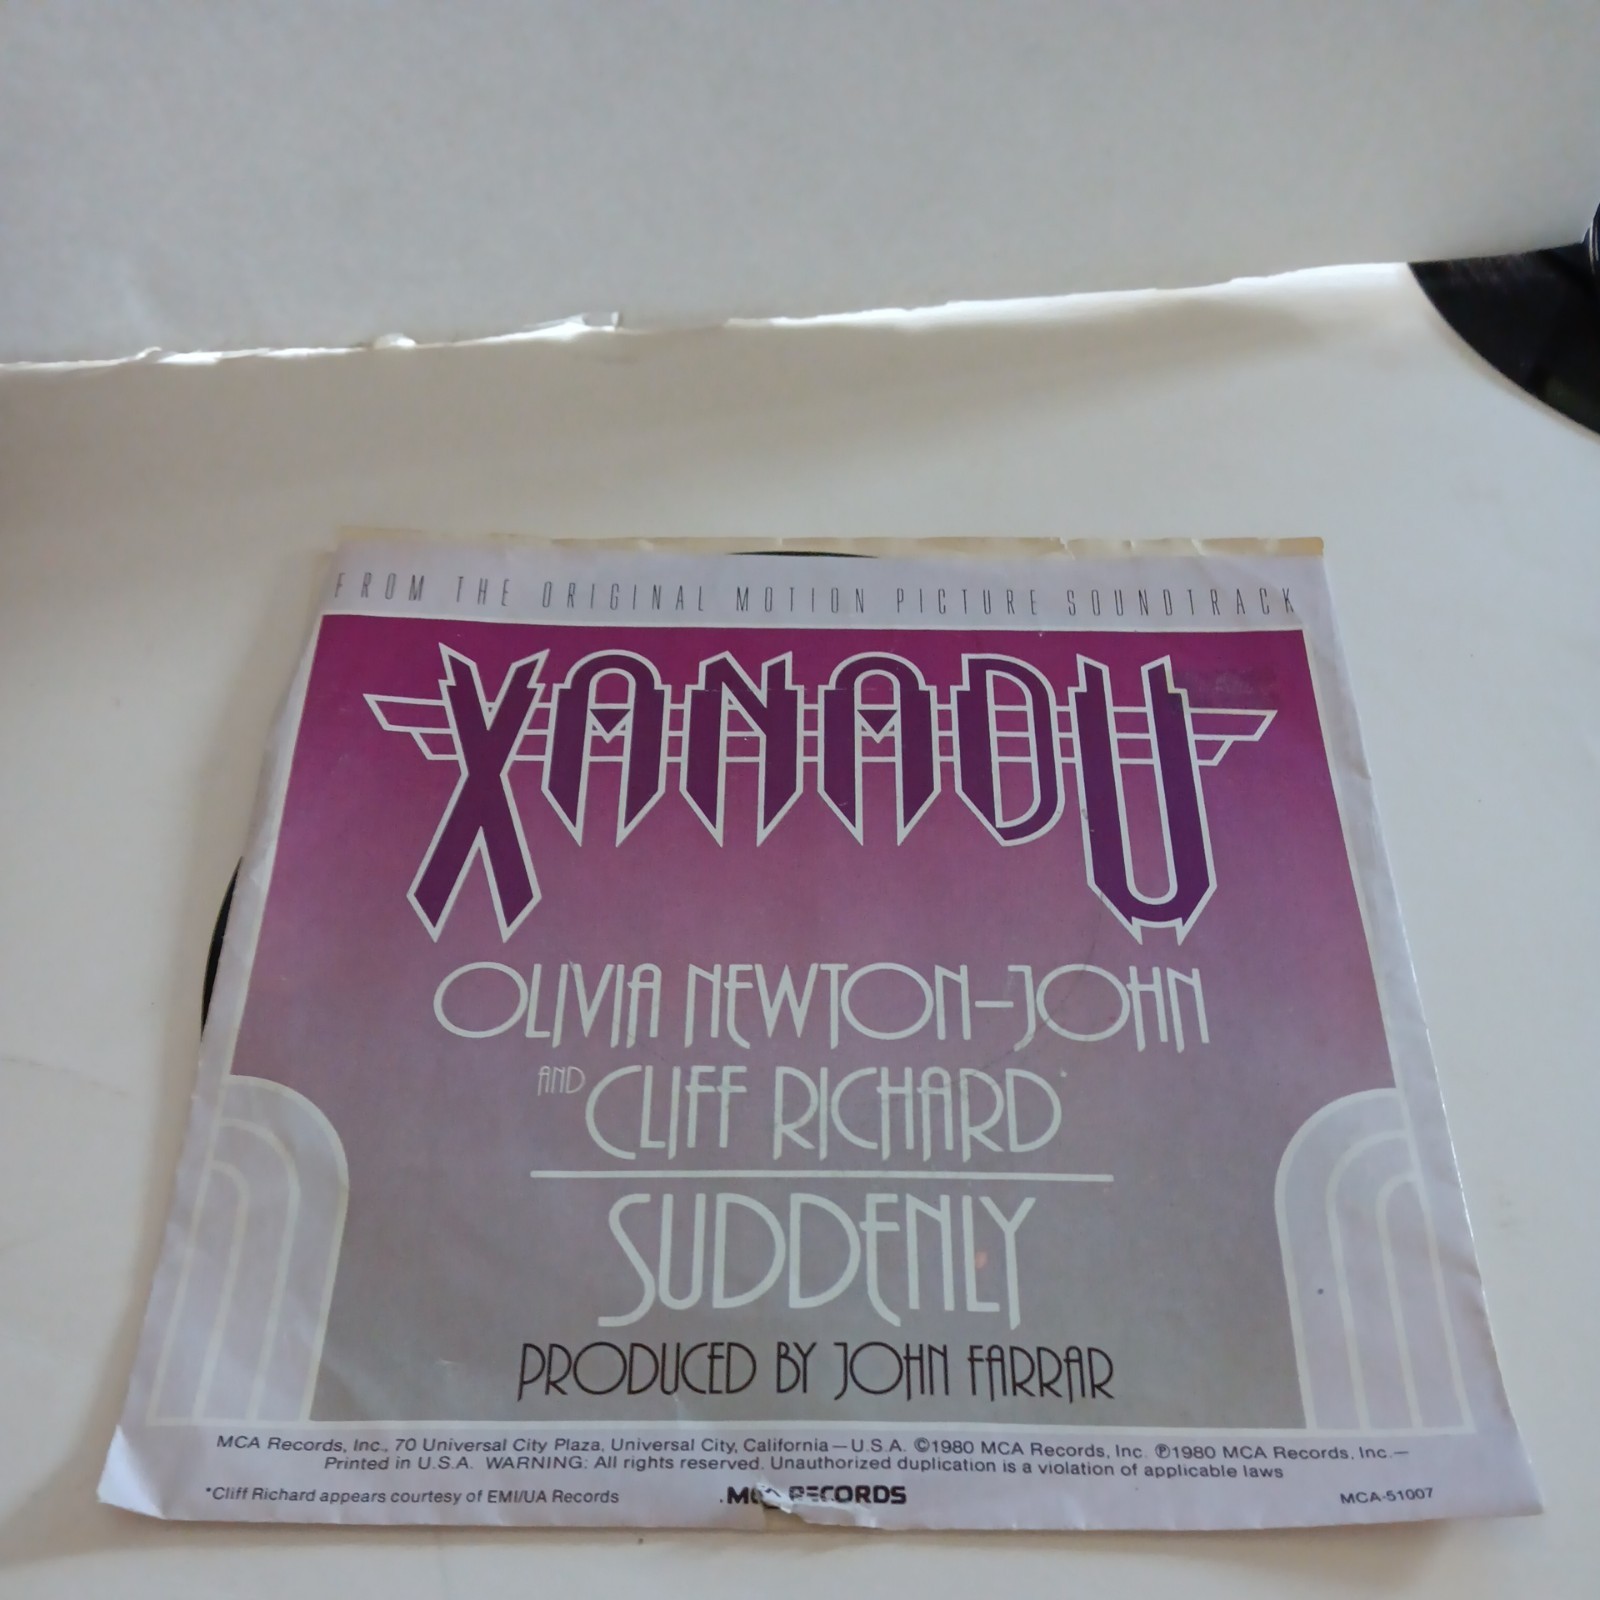 FROM THE ORIGINAL MOTION PICTURE SOUNDTRACK
XANADU
OLIVIA NEWTON-JOHN
AND CLIFF RICHARD*
SUDDENLY
PRODUCED BY JOHN FARRAR
MCA Records, Inc., 70 Universal City Plaza, Universal City, California — U.S.A. ©1980 MCA Records, Inc. ℗1980 MCA Records, Inc.—
Printed in U.S.A. WARNING: All rights reserved. Unauthorized duplication is a violation of applicable laws
*Cliff Richard appears courtesy of EMI/UA Records
MCA RECORDS
MCA-51007